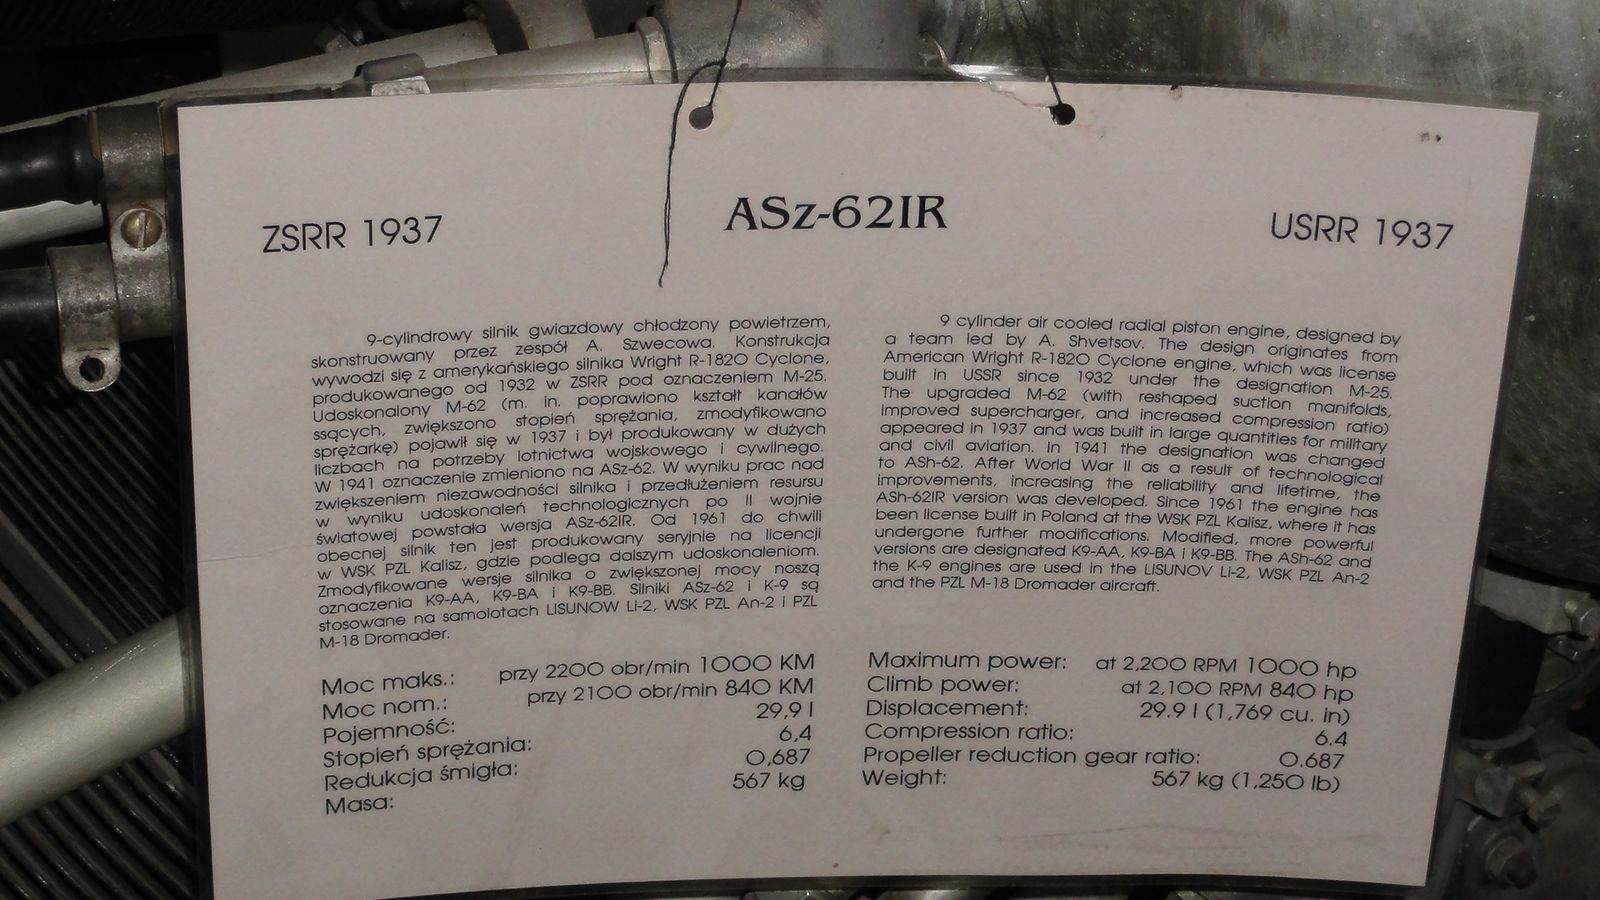 ASz-62IR
ZSRR 1937
USRR 1937
9-cylindrowy silnik gwiazdowy chłodzony powietrzem,
skonstruowany przez zespół A. Szwecowa. Konstrukcja
wywodzi się z amerykańskiego silnika Wright R-1820 Cyclone,
produkowanego od 1932 w ZSRR pod oznaczeniem M-25.
Udoskonalony M-62 (m. in. poprawiono kształt kanałów
ssących, zwiększono stopień sprężania, zmodyfikowano
sprężarkę) pojawił się w 1937 i był produkowany w dużych
liczbach na potrzeby lotnictwa wojskowego i cywilnego.
W 1941 oznaczenie zmieniono na ASz-62. W wyniku prac nad
zwiększeniem niezawodności silnika i przedłużeniem resursu
w wyniku udoskonaleń technologicznych po II wojnie
światowej powstała wersja ASz-62IR. Od 1961 do chwili
obecnej silnik ten jest produkowany seryjnie na licencji
w WSK PZL Kalisz, gdzie podlega dalszym udoskonaleniom.
Zmodyfikowane wersje silnika o zwiększonej mocy noszą
oznaczenia K9-AA, K9-BA i K9-BB. Silniki ASz-62 i K-9 są
stosowane na samolotach LISUNOW Li-2, WSK PZL An-2 i PZL
M-18 Dromader.
Moc maks.: przy 2200 obr/min 1000 KM
Moc nom.: przy 2100 obr/min 840 KM
Pojemność: 29,9 l
Stopień sprężania: 6,4
Redukcja śmigła: 0,687
Masa: 567 kg
9 cylinder air cooled radial piston engine, designed by
a team led by A. Shvetsov. The design originates from
American Wright R-1820 Cyclone engine, which was license
built in USSR since 1932 under the designation M-25.
The upgraded M-62 (with reshaped suction manifolds,
improved supercharger, and increased compression ratio)
appeared in 1937 and was built in large quantities for military
and civil aviation. In 1941 the designation was changed
to ASh-62. After World War II as a result of technological
improvements, increasing the reliability and lifetime, the
ASh-62IR version was developed. Since 1961 the engine has
been license built in Poland at the WSK PZL Kalisz, where it has
undergone further modifications. Modified, more powerful
versions are designated K9-AA, K9-BA i K9-BB. The ASh-62 and
the K-9 engines are used in the LISUNOV Li-2, WSK PZL An-2
and the PZL M-18 Dromader aircraft.
Maximum power: at 2,200 RPM 1000 hp
Climb power: at 2,100 RPM 840 hp
Displacement: 29.9 l (1,769 cu. in)
Compression ratio: 6.4
Propeller reduction gear ratio: 0.687
Weight: 567 kg (1,250 lb)